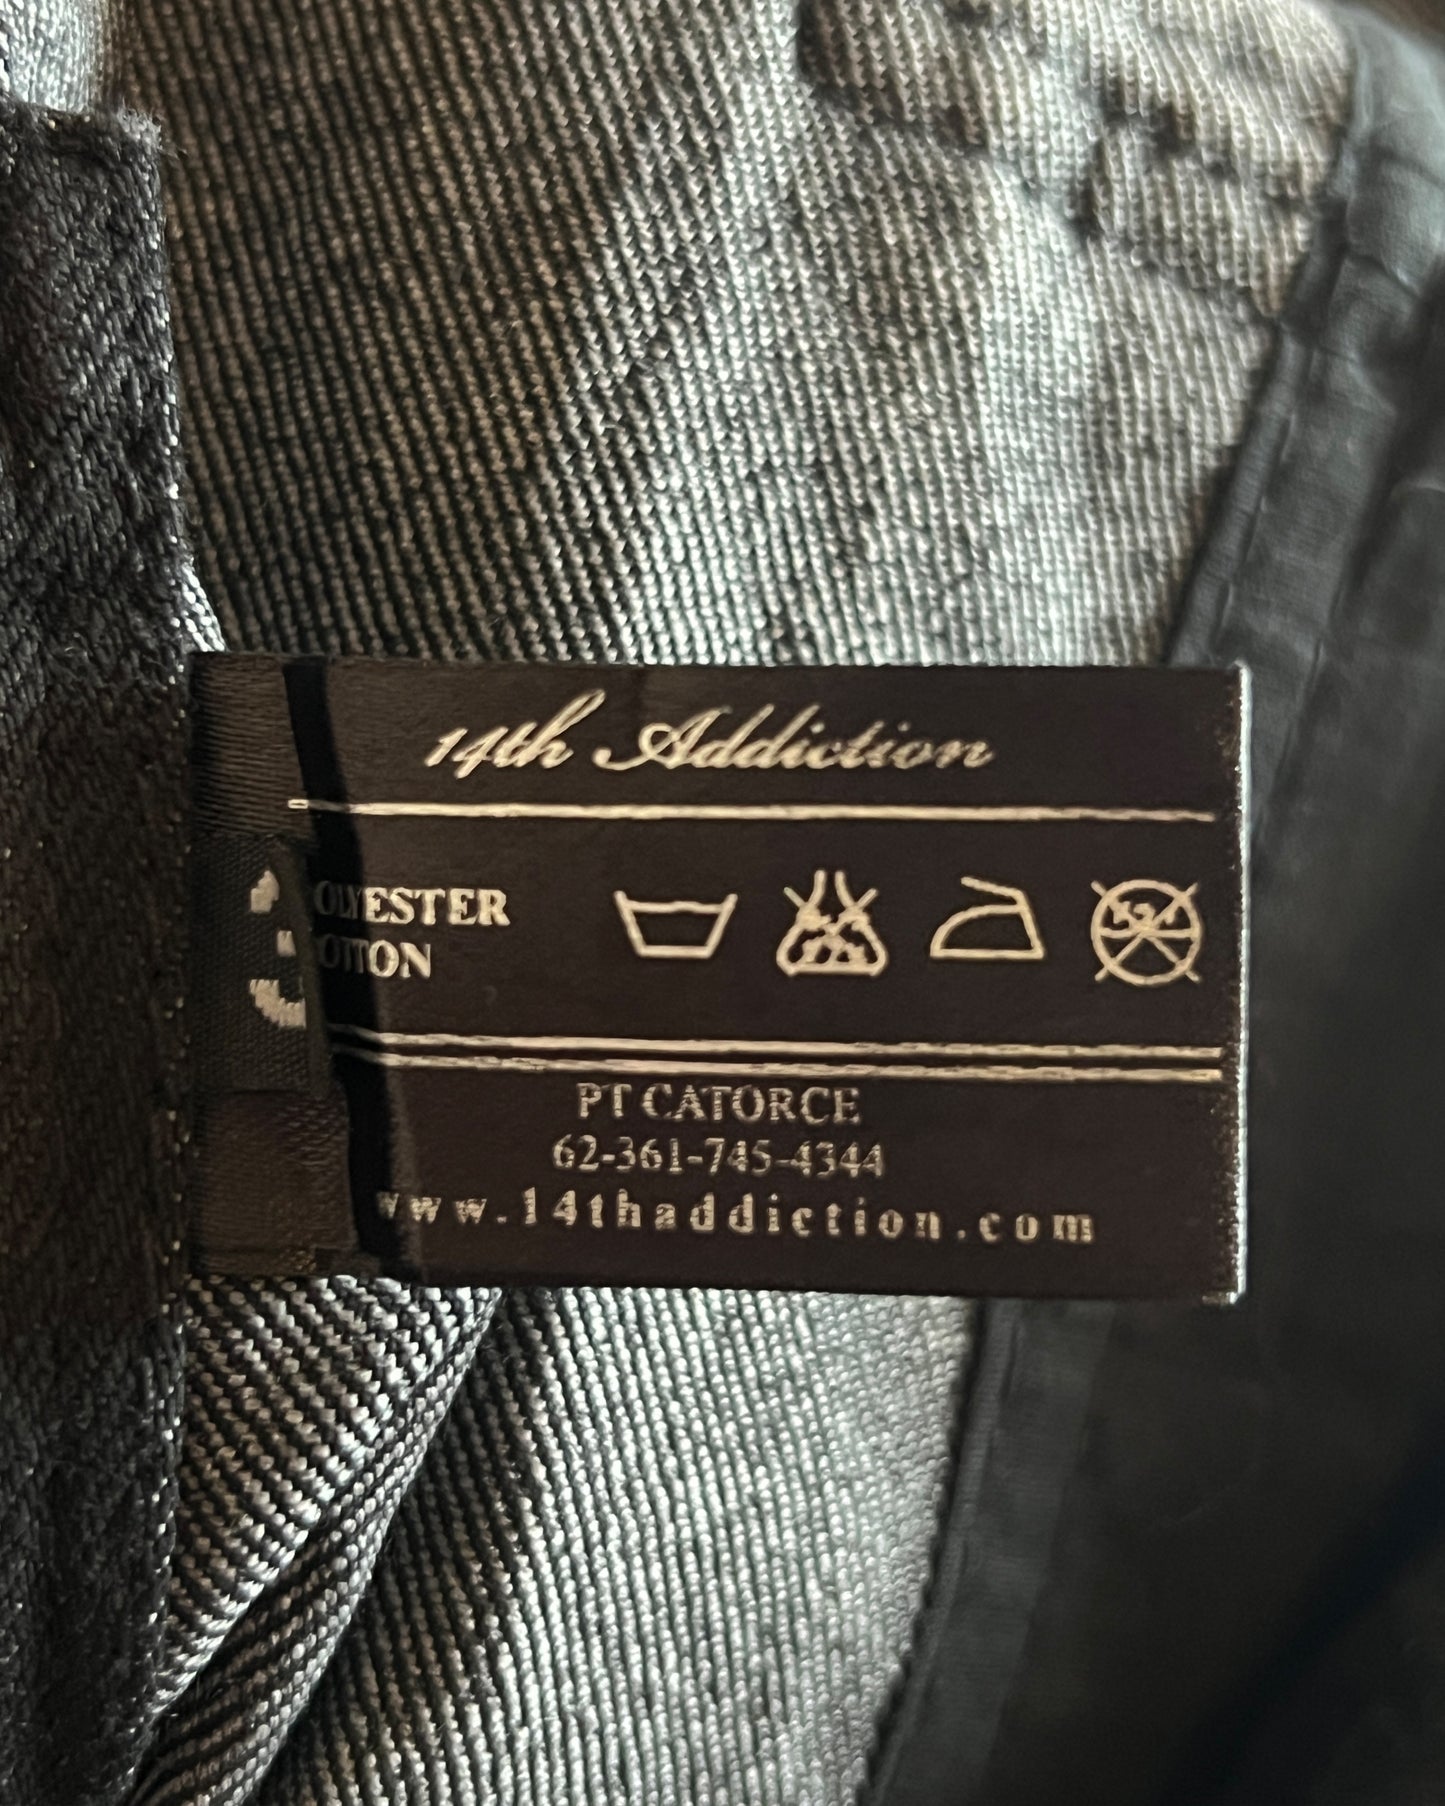 14th Addiction
OLYESTER
OTTON
PT CATORCE
62-361-745-4344
www.14thaddiction.com